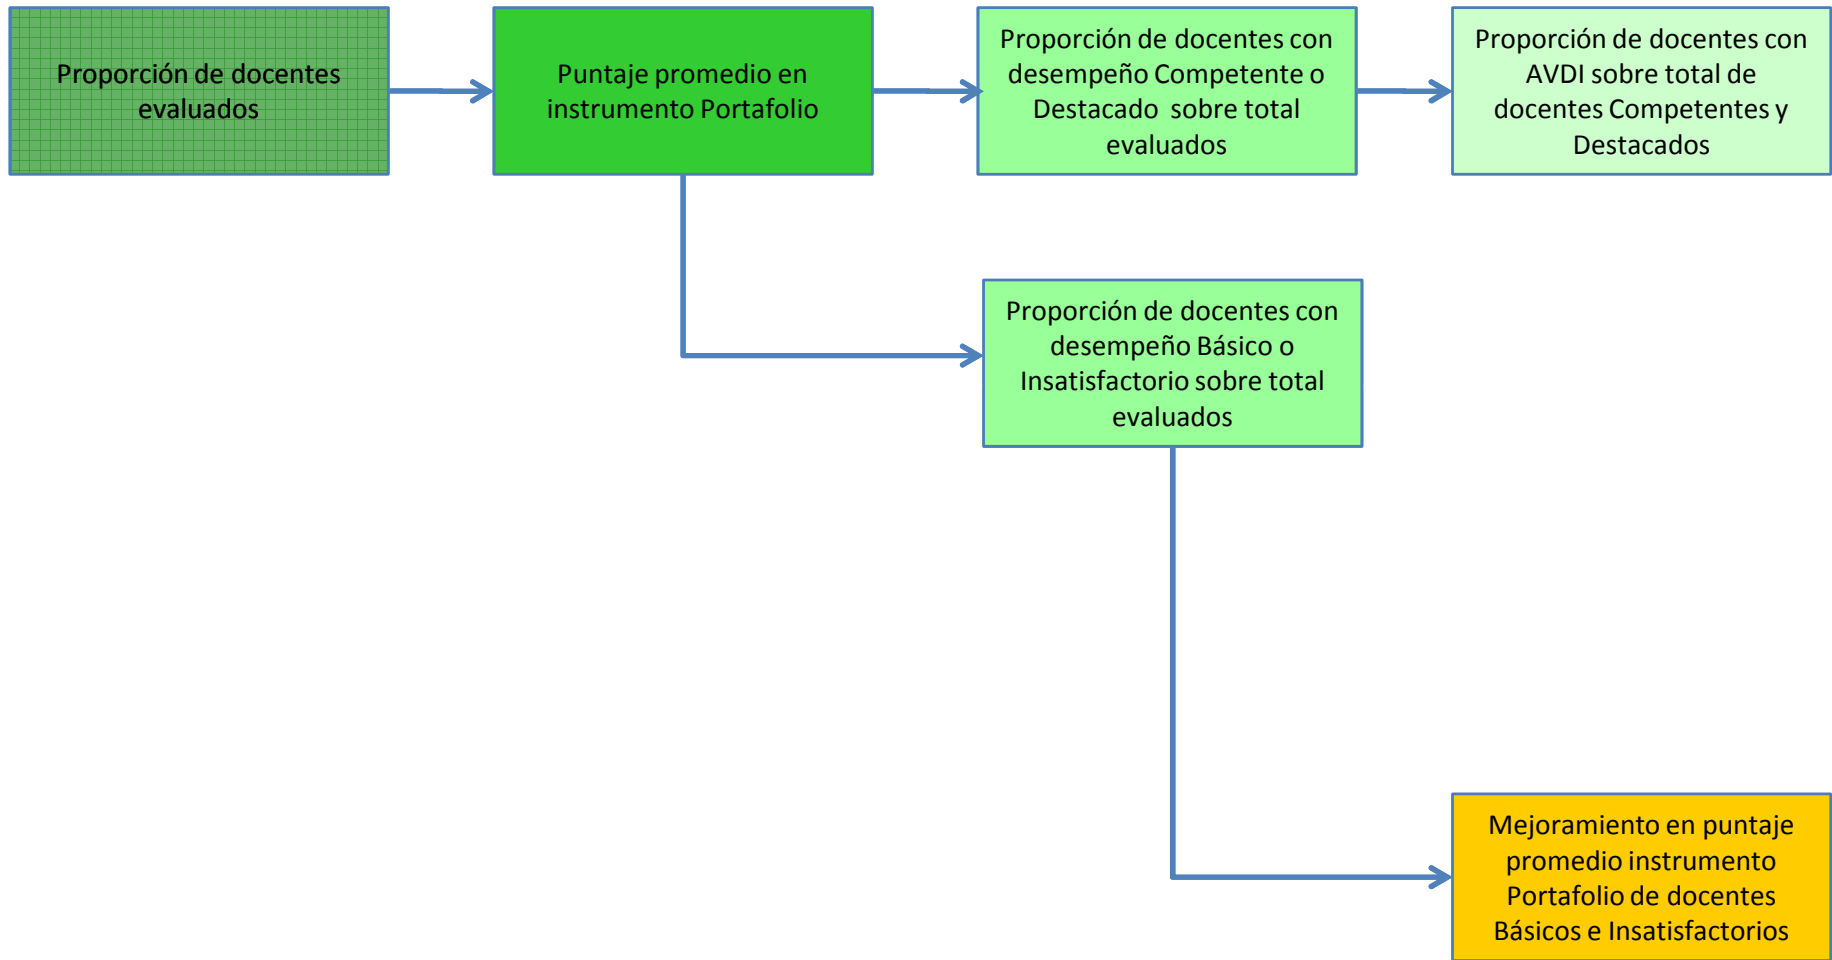 Proporción de docentes
evaluados
Puntaje promedio en
instrumento Portafolio
Proporción de docentes con
desempeño Competente o
Destacado  sobre total
evaluados
Proporción de docentes con
AVDI sobre total de
docentes Competentes y
Destacados
Proporción de docentes con
desempeño Básico o
Insatisfactorio sobre total
evaluados
Mejoramiento en puntaje
promedio instrumento
Portafolio de docentes
Básicos e Insatisfactorios